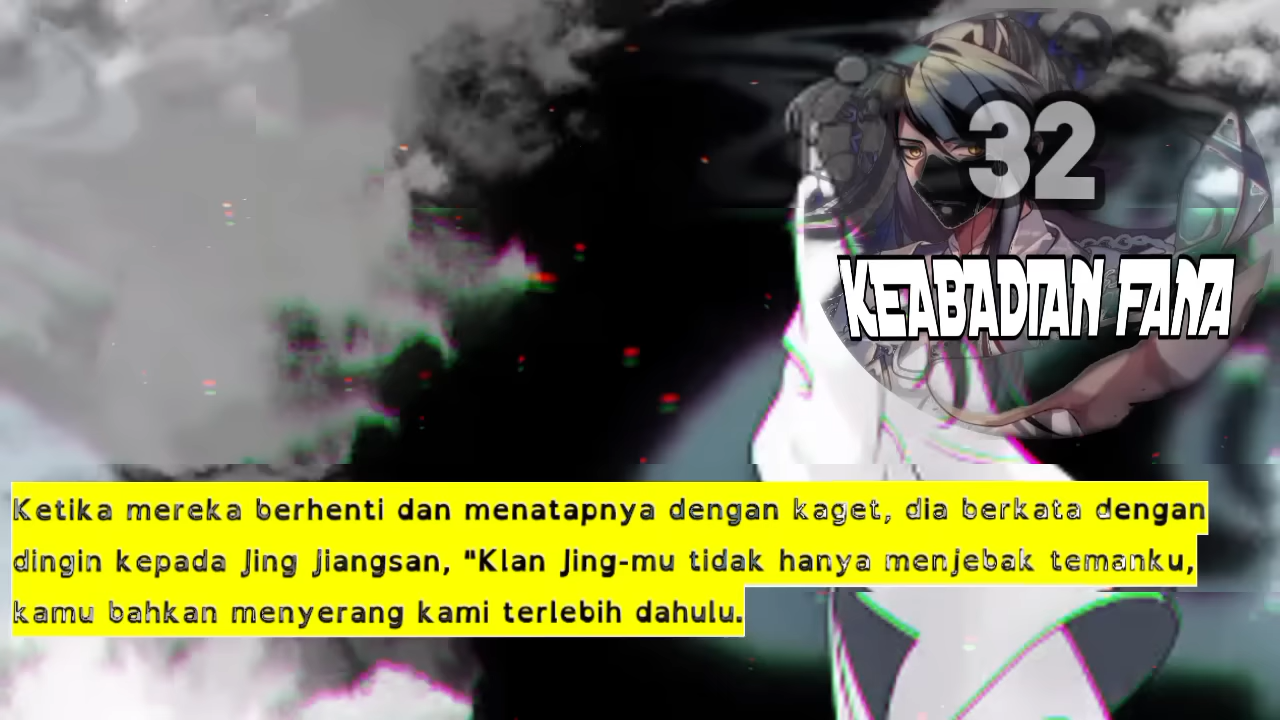 32
KEABADIAN FANA
Ketika mereka berhenti dan menatapnya dengan kaget, dia berkata dengan
dingin kepada Jing Jiangsan, "Klan Jing-mu tidak hanya menjebak temanku,
kamu bahkan menyerang kami terlebih dahulu.